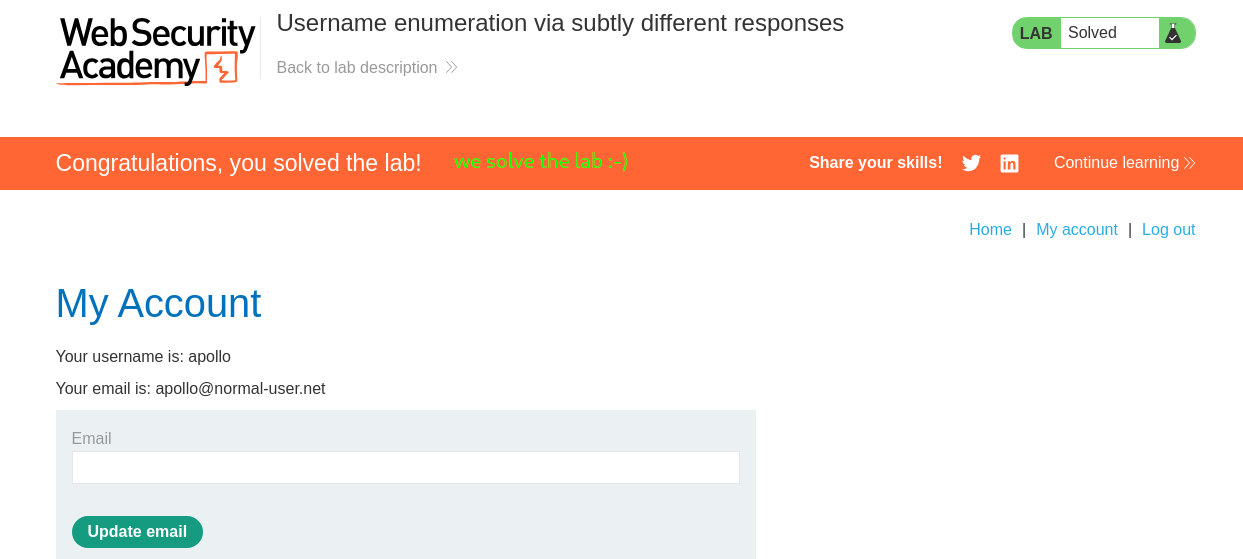 Web Security
Academy
Username enumeration via subtly different responses
Back to lab description
LAB Solved
Congratulations, you solved the lab! we solve the lab :-) Share your skills! Continue learning
Home | My account | Log out
My Account
Your username is: apollo
Your email is: apollo@normal-user.net
Email
Update email